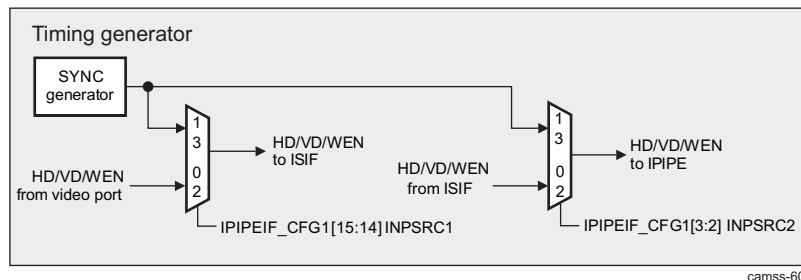 Timing generator
SYNC
generator
1
3
0
2
HD/VD/WEN
to ISIF
HD/VD/WEN
from video port
IPIPEIF_CFG1[15:14] INPSRC1
1
3
0
2
HD/VD/WEN
to IPIPE
HD/VD/WEN
from ISIF
IPIPEIF_CFG1[3:2] INPSRC2